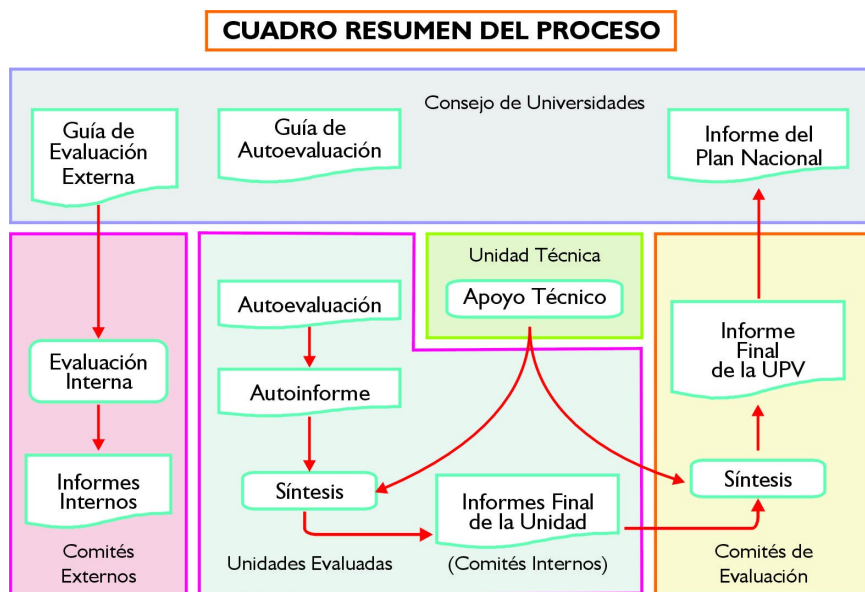 CUADRO RESUMEN DEL PROCESO
Consejo de Universidades
Guía de
Evaluación
Externa
Guía de
Autoevaluación
Informe del
Plan Nacional
Unidad Técnica
Apoyo Técnico
Autoevaluación
Evaluación
Interna
Autoinforme
Informe
Final
de la UPV
Informes
Internos
Síntesis
Informes Final
de la Unidad
Síntesis
Comités
Externos
Unidades Evaluadas
(Comités Internos)
Comités de
Evaluación